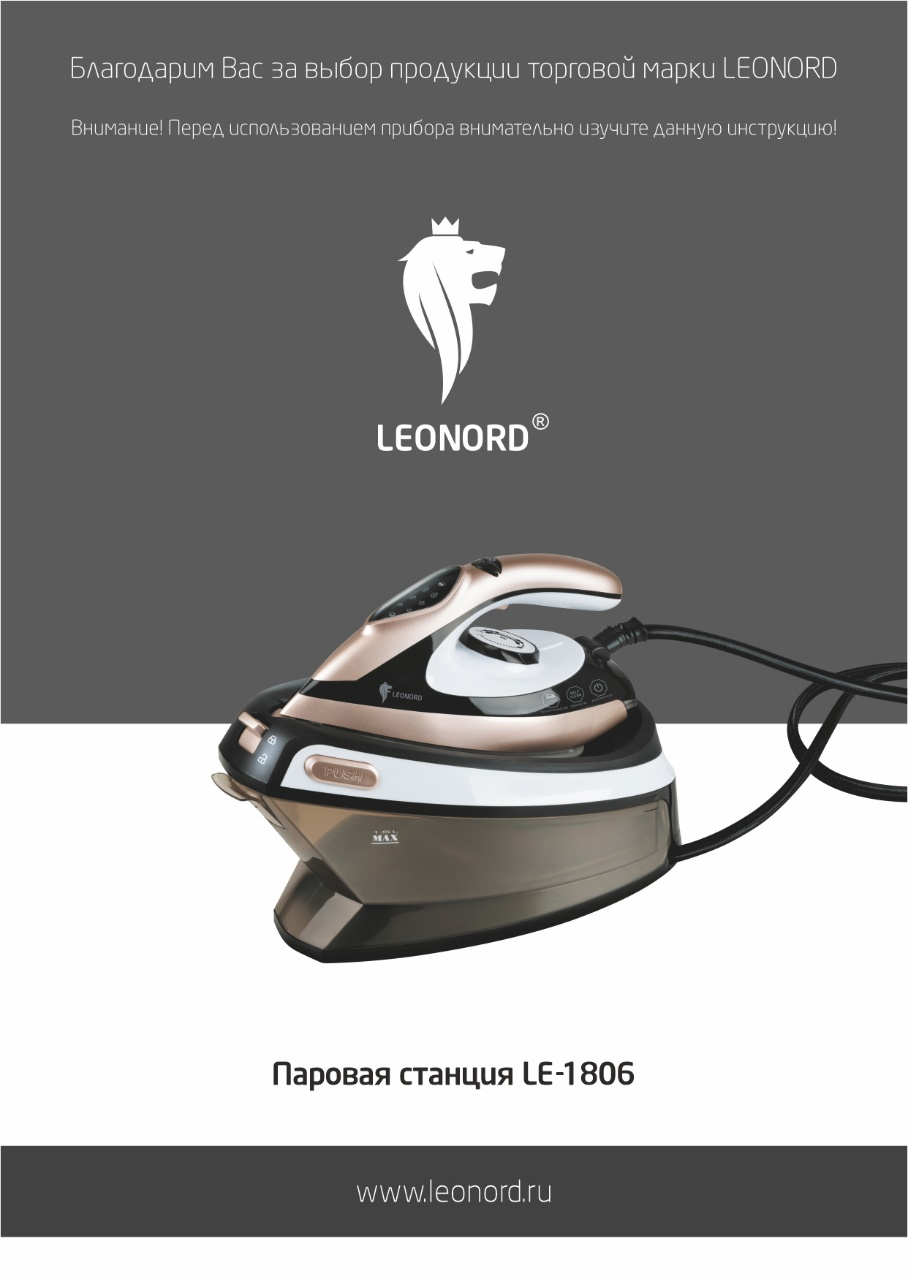 Благодарим Вас за выбор продукции торговой марки LEONORD
Внимание! Перед использованием прибора внимательно изучите данную инструкцию!
LEONORD®
LEONORD
PUSH
MAX
Паровая станция LE-1806
www.leonord.ru